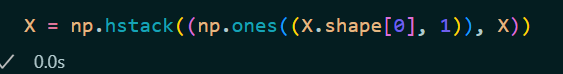 X = np.hstack((np.ones((X.shape[0], 1)), X))
✓ 0.0s